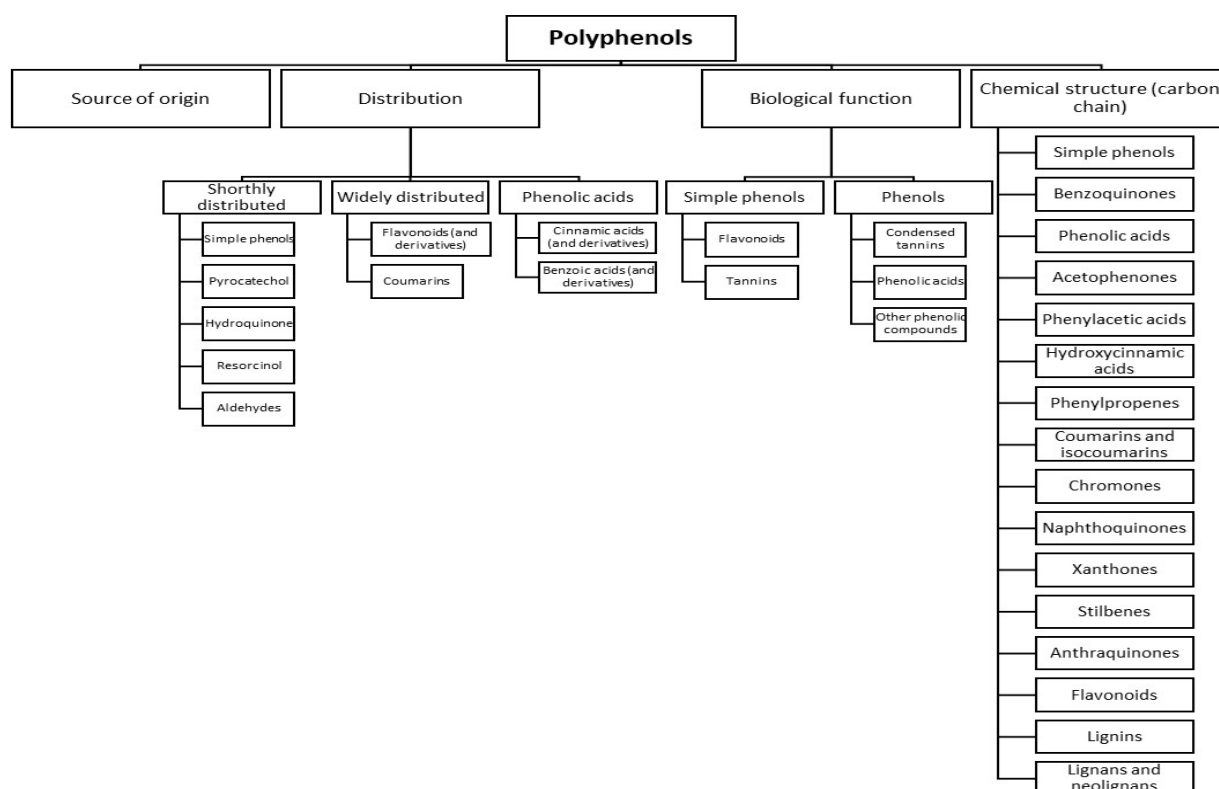 Polyphenols
Source of origin
Distribution
Biological function
Chemical structure (carbon
chain)
Shorthly
distributed
Simple phenols
Pyrocatechol
Hydroquinone
Resorcinol
Aldehydes
Widely distributed
Flavonoids (and
derivatives)
Coumarins
Phenolic acids
Cinnamic acids
(and derivatives)
Benzoic acids (and
derivatives)
Simple phenols
Flavonoids
Tannins
Phenols
Condensed
tannins
Phenolic acids
Other phenolic
compounds
Simple phenols
Benzoquinones
Phenolic acids
Acetophenones
Phenylacetic acids
Hydroxycinnamic
acids
Phenylpropenes
Coumarins and
isocoumarins
Chromones
Naphthoquinones
Xanthones
Stilbenes
Anthraquinones
Flavonoids
Lignins
Lignans and
neolignans